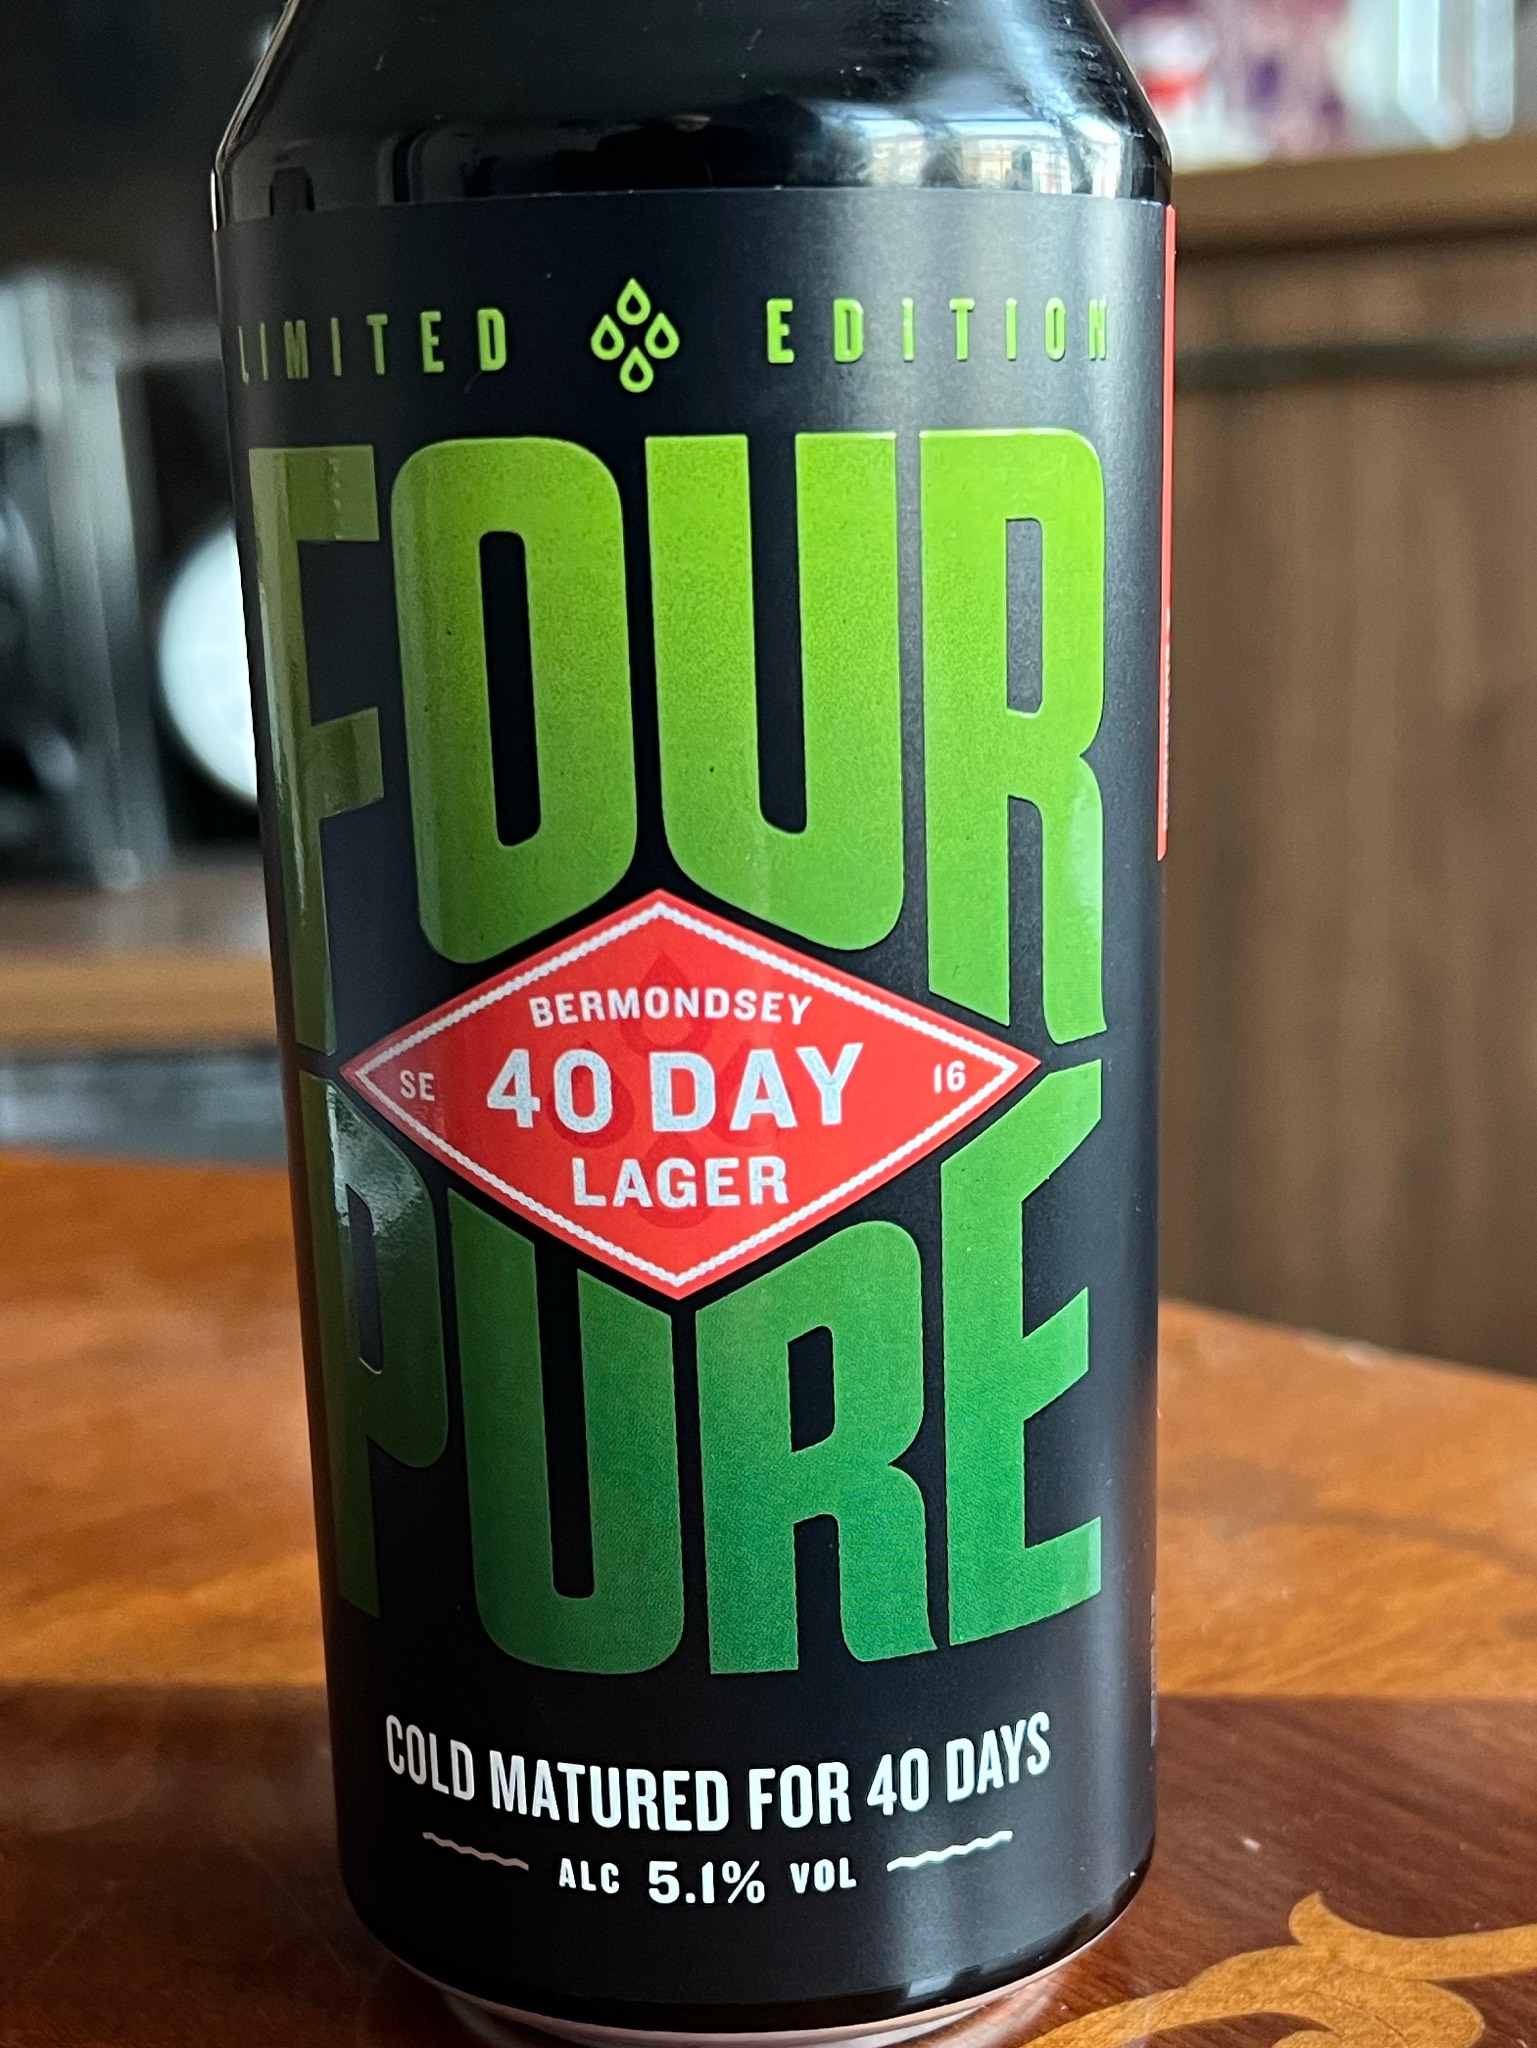 LIMITED EDITION
FOUR
BERMONDSEY
SE 40 DAY 16
LAGER
PURE
COLD MATURED FOR 40 DAYS
ALC 5.1% VOL